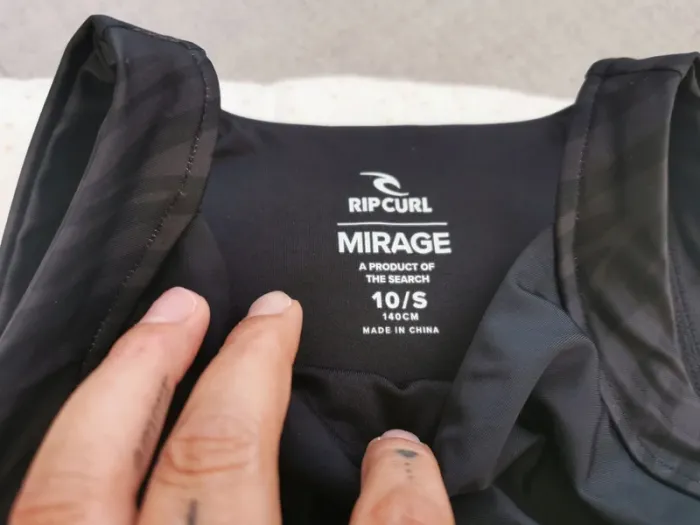 RIP CURL
MIRAGE
A PRODUCT OF
THE SEARCH
10/S
140CM
MADE IN CHINA